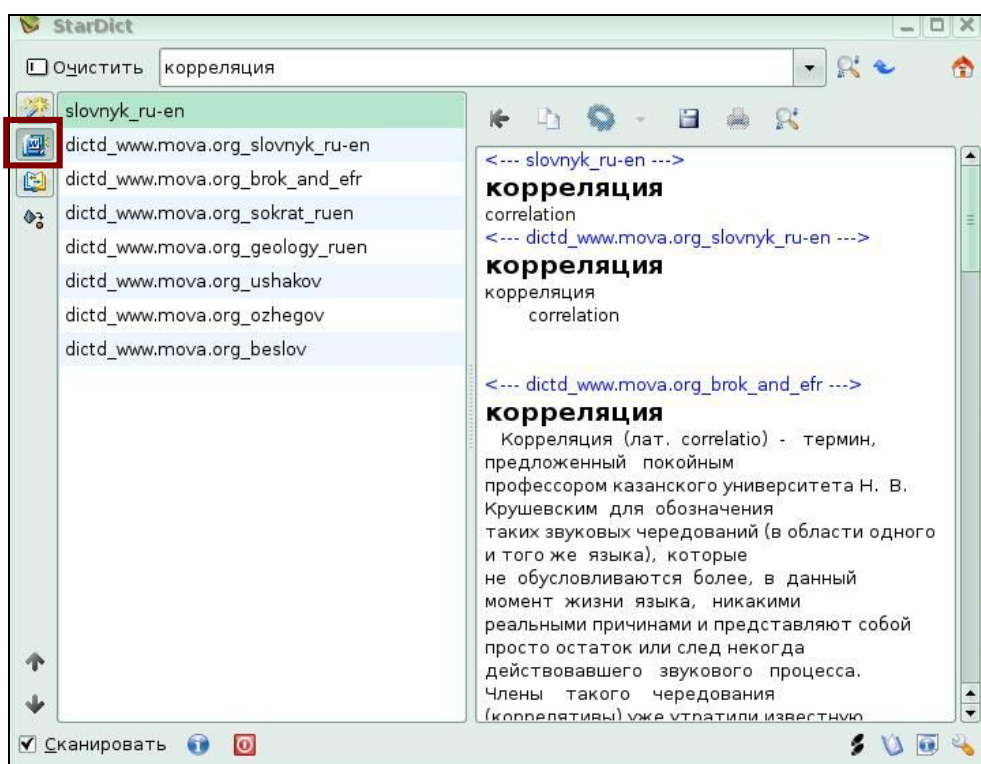 StarDict
Очистить корреляция
slovnyk_ru-en
dictd_www.mova.org_slovnyk_ru-en
dictd_www.mova.org_brok_and_efr
dictd_www.mova.org_sokrat_ruen
dictd_www.mova.org_geology_ruen
dictd_www.mova.org_ushakov
dictd_www.mova.org_ozhegov
dictd_www.mova.org_beslov
<--- slovnyk_ru-en --->
корреляция
correlation
<--- dictd_www.mova.org_slovnyk_ru-en --->
корреляция
корреляция
correlation
<--- dictd_www.mova.org_brok_and_efr --->
корреляция
Корреляция (лат. correlatio) - термин,
предложенный покойным
профессором казанского университета Н. В.
Крушевским для обозначения
таких звуковых чередований (в области одного
и того же языка), которые
не обусловливаются более, в данный
момент жизни языка, никакими
реальными причинами и представляют собой
просто остаток или след некогда
действовавшего звукового процесса.
Члены такого чередования
(коррелятивы) уже утратили известную
Сканировать